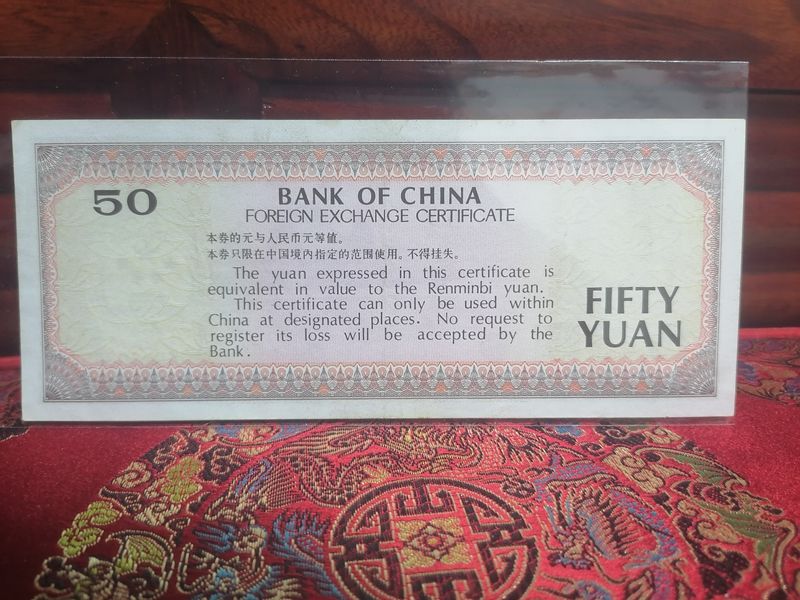 50
BANK OF CHINA
FOREIGN EXCHANGE CERTIFICATE
本券的元与人民币元等值。
本券只限在中国境内指定的范围使用。不得挂失。
The yuan expressed in this certificate is
equivalent in value to the Renminbi yuan.
This certificate can only be used within
China at designated places. No request to
register its loss will be accepted by the
Bank.
FIFTY
YUAN